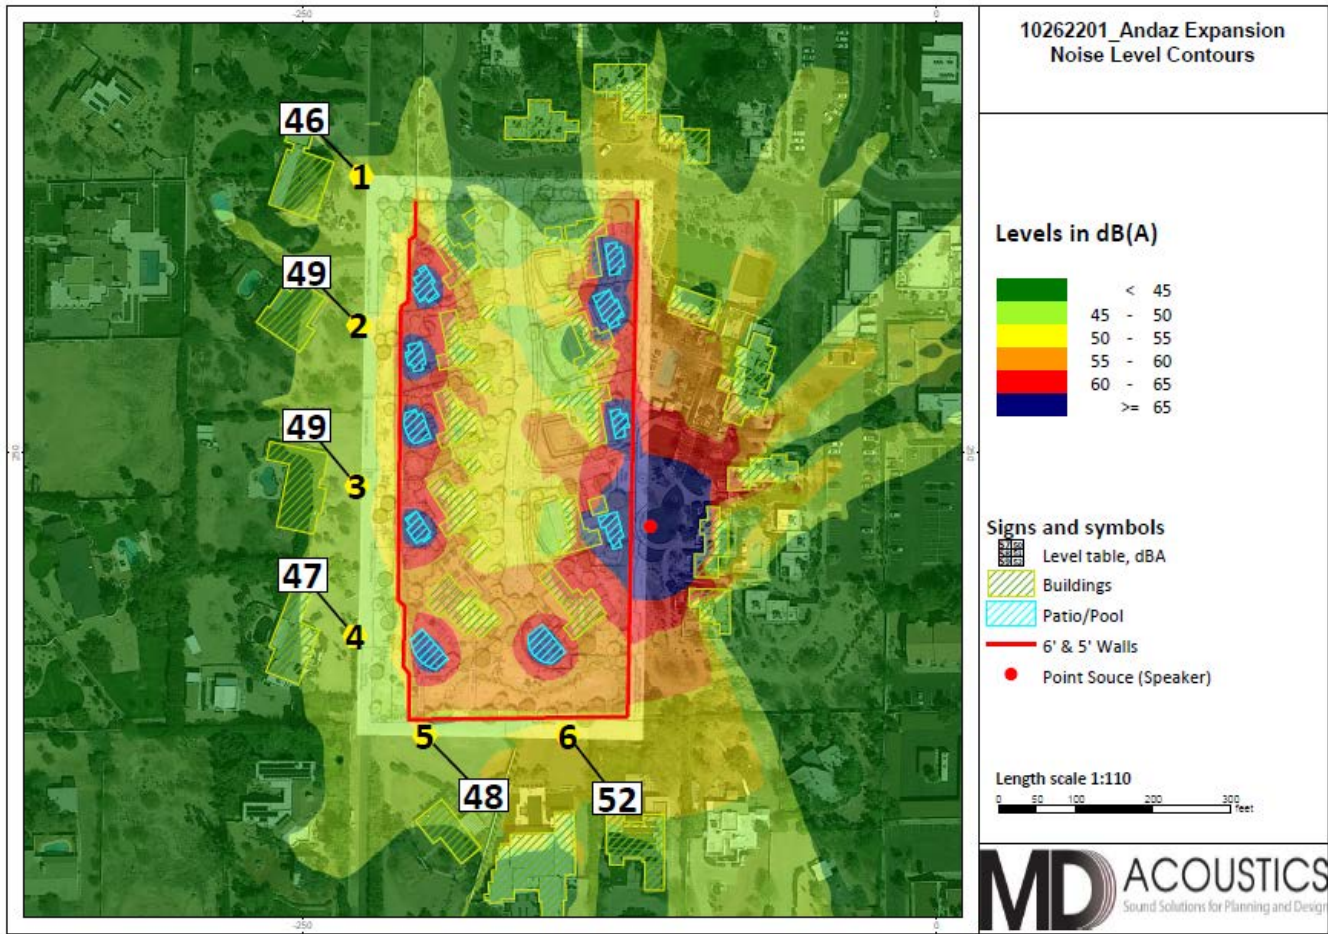 -250
0
10262201_Andaz Expansion
Noise Level Contours
46
1
49
2
49
3
47
4
5
6
48
52
Levels in dB(A)
< 45
45 - 50
50 - 55
55 - 60
60 - 65
>= 65
Signs and symbols
Level table, dBA
Buildings
Patio/Pool
6' & 5' Walls
Point Souce (Speaker)
Length scale 1:110
0 50 100 200 300
feet
-250
0
MD ACOUSTICS
Sound Solutions for Planning and Design